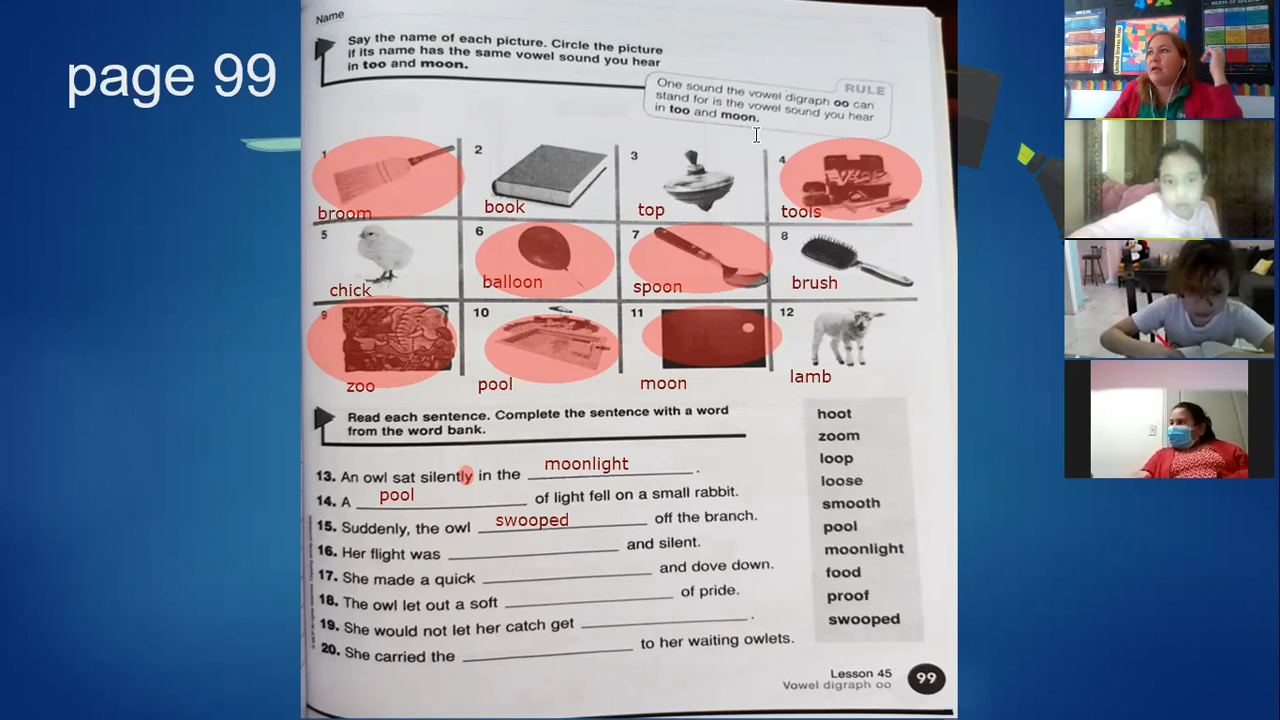 page 99
Name
Say the name of each picture. Circle the picture
if its name has the same vowel sound you hear
in too and moon.
RULE
One sound the vowel digraph oo can
stand for is the vowel sound you hear
in too and moon.
1
broom
2
book
3
top
4
tools
5
chick
6
balloon
7
spoon
8
brush
9
zoo
10
pool
11
moon
12
lamb
Read each sentence. Complete the sentence with a word
from the word bank.
13. An owl sat silently in the moonlight.
14. A pool of light fell on a small rabbit.
15. Suddenly, the owl swooped off the branch.
16. Her flight was ____ and silent.
17. She made a quick ____ and dove down.
18. The owl let out a soft ____ of pride.
19. She would not let her catch get ____.
20. She carried the ____ to her waiting owlets.
hoot
zoom
loop
loose
smooth
pool
moonlight
food
proof
swooped
Lesson 45
Vowel digraph oo
99
United States Map